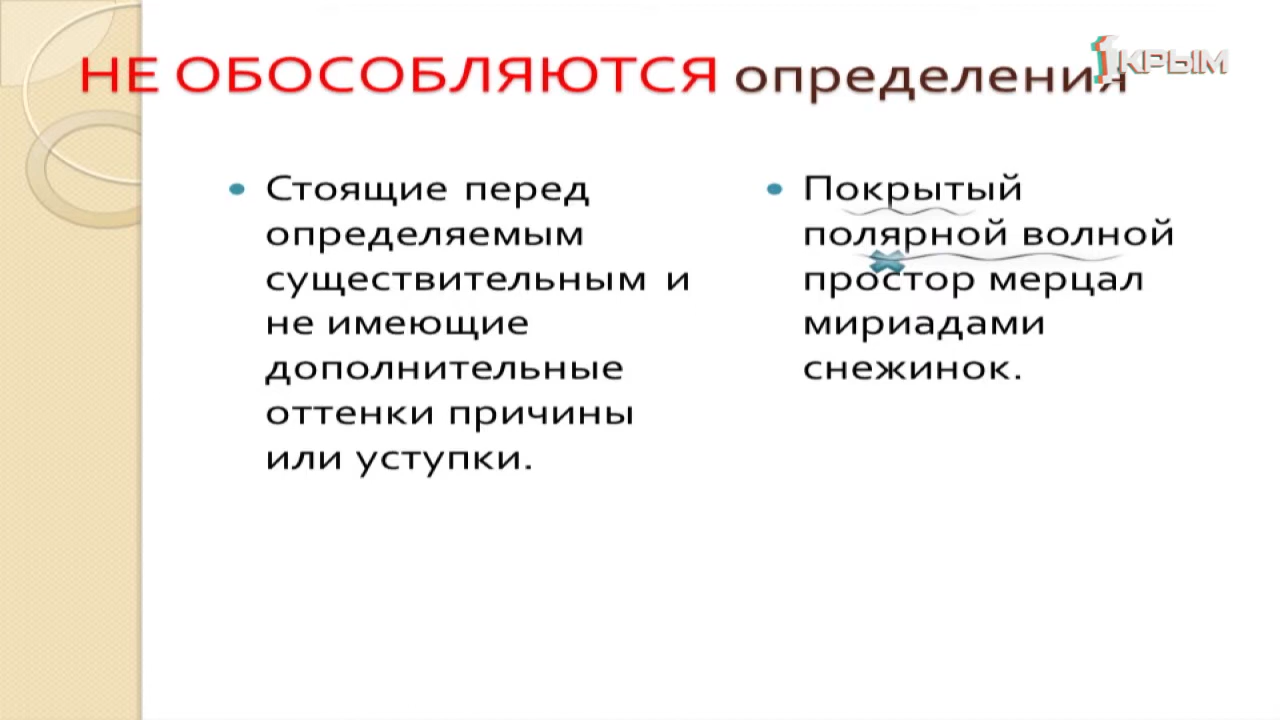 НЕ ОБОСОБЛЯЮТСЯ определения
1КРЫМ
• Стоящие перед
определяемым
существительным и
не имеющие
дополнительные
оттенки причины
или уступки.
• Покрытый
полярной волной
простор мерцал
мириадами
снежинок.